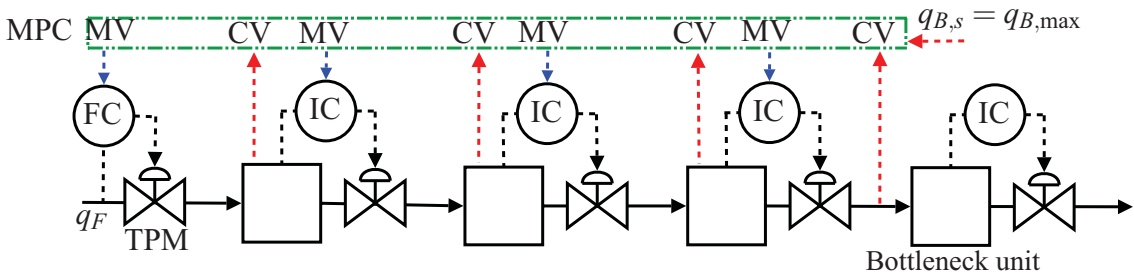 q_{B,s} = q_{B,max}
MPC MV CV MV CV MV CV MV CV
FC IC IC IC IC
q_F
TPM
Bottleneck unit